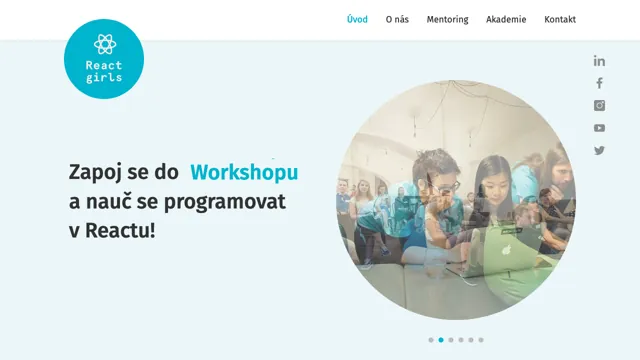 Úvod
O nás
Mentoring
Akademie
Kontakt
React
girls
Zapoj se do Workshopu
a nauč se programovat
v Reactu!